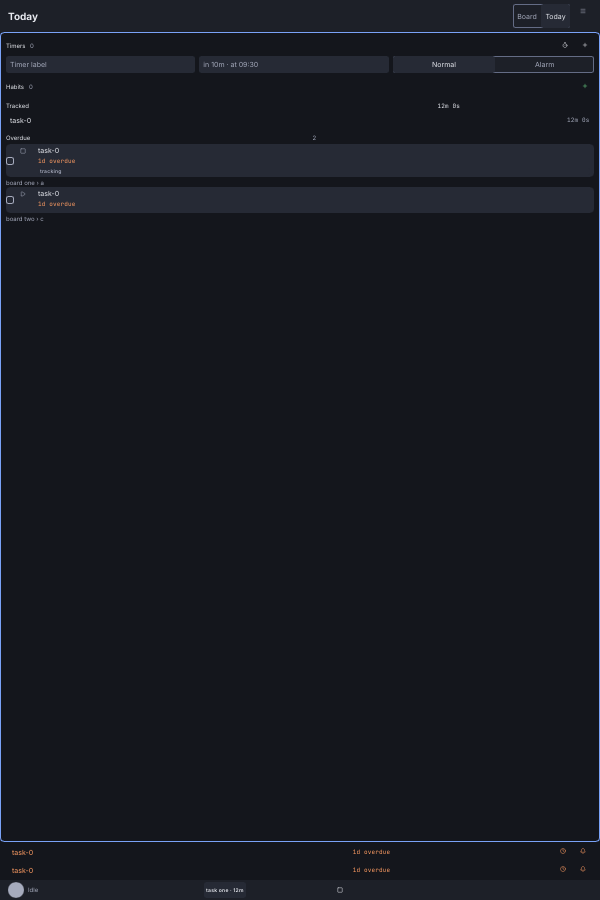 Today
Board Today
Timers 0
Timer label
in 10m · at 09:30
Normal
Alarm
Habits 0
Tracked 12m 0s
task-0 12m 0s
Overdue 2
task-0
1d overdue
tracking
board one › a
task-0
1d overdue
board two › c
task-0 1d overdue
task-0 1d overdue
Idle task one · 12m